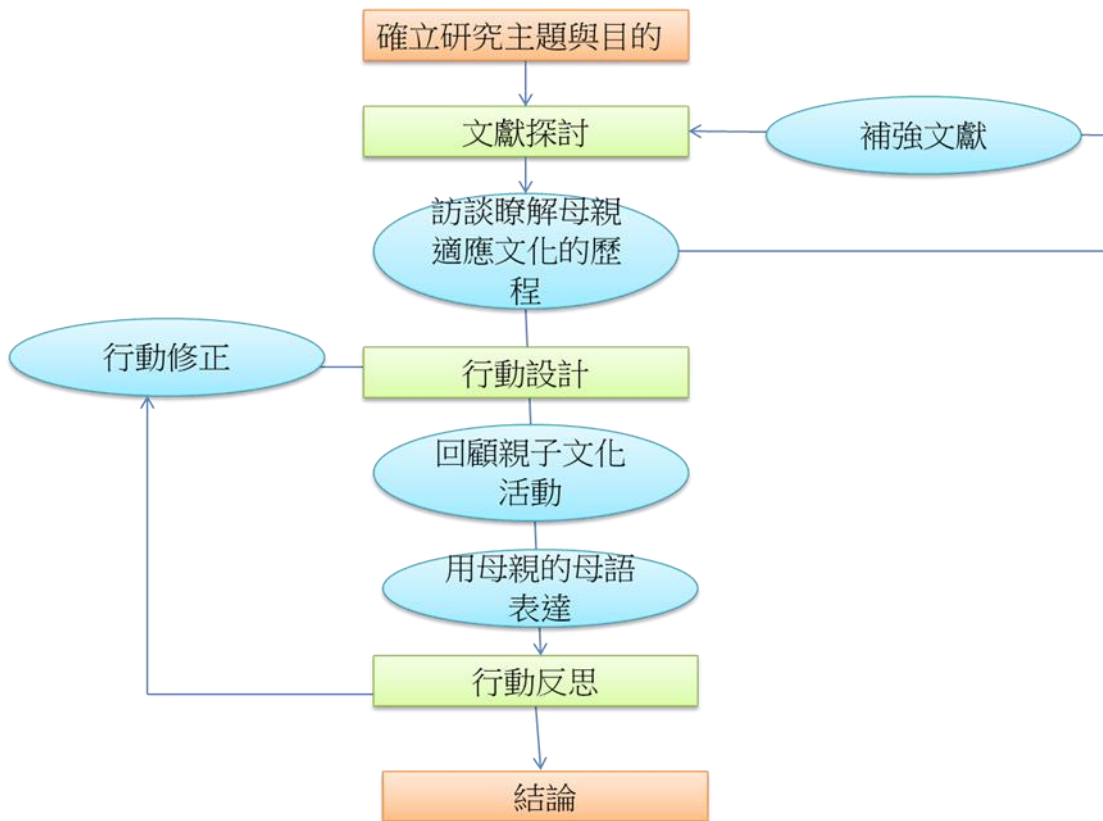 確立研究主題與目的
文獻探討
補強文獻
訪談瞭解母親
適應文化的歷
程
行動修正
行動設計
回顧親子文化
活動
用母親的母語
表達
行動反思
結論